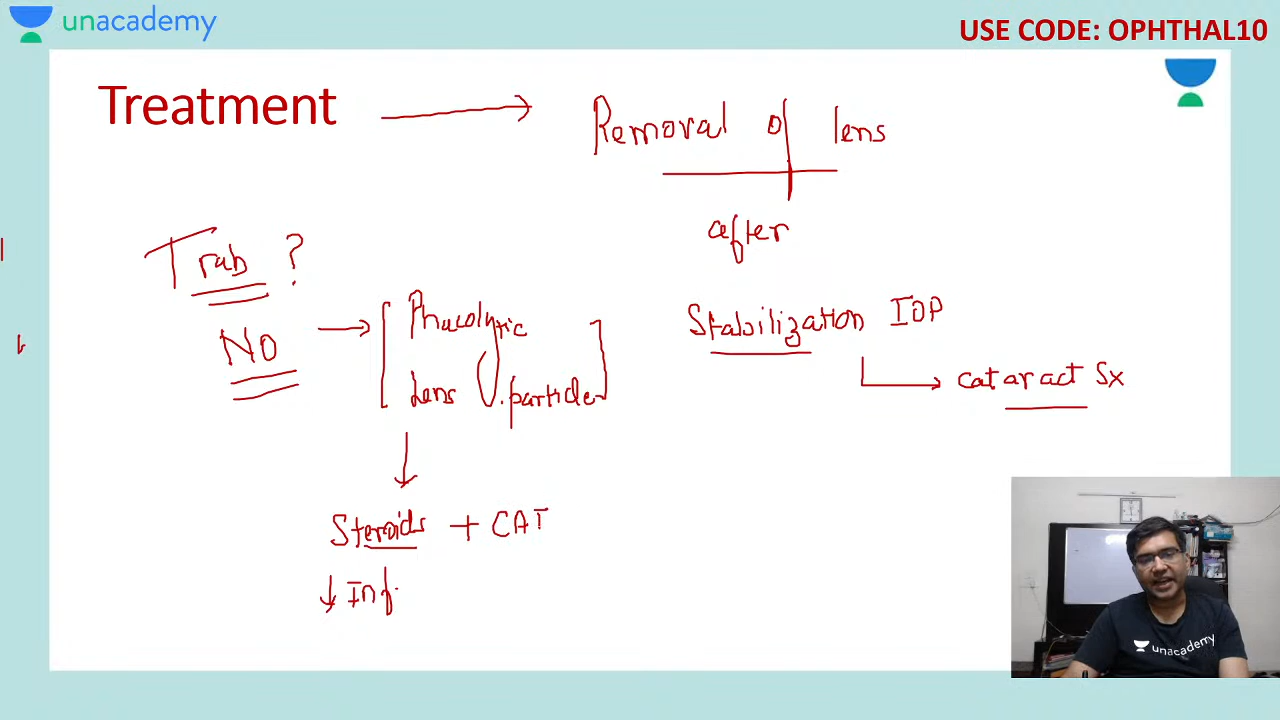 unacademy
USE CODE: OPHTHAL10
Treatment
Removal of lens
after
Stabilization IOP
cataract Sx
Trab ?
NO
Phacolytic
Lens particle
Steroids + CAT
↓ Inf
unacademy